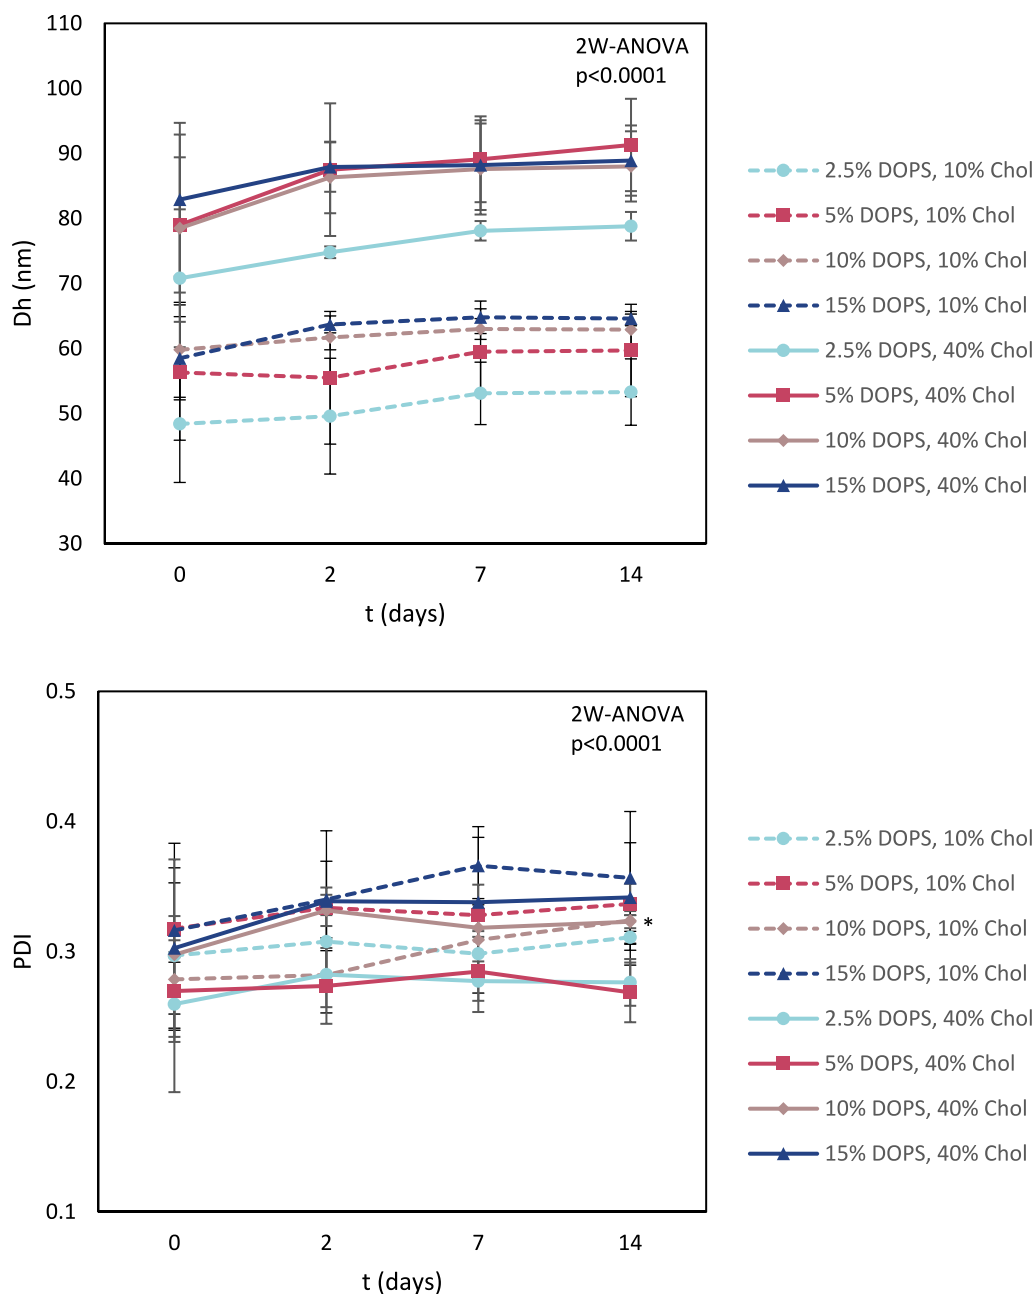 110
100
90
80
70
60
50
40
30
Dh (nm)
2W-ANOVA
p<0.0001
0 2 7 14
t (days)
2.5% DOPS, 10% Chol
5% DOPS, 10% Chol
10% DOPS, 10% Chol
15% DOPS, 10% Chol
2.5% DOPS, 40% Chol
5% DOPS, 40% Chol
10% DOPS, 40% Chol
15% DOPS, 40% Chol
0.5
0.4
0.3
0.2
0.1
PDI
2W-ANOVA
p<0.0001
*
0 2 7 14
t (days)
2.5% DOPS, 10% Chol
5% DOPS, 10% Chol
10% DOPS, 10% Chol
15% DOPS, 10% Chol
2.5% DOPS, 40% Chol
5% DOPS, 40% Chol
10% DOPS, 40% Chol
15% DOPS, 40% Chol